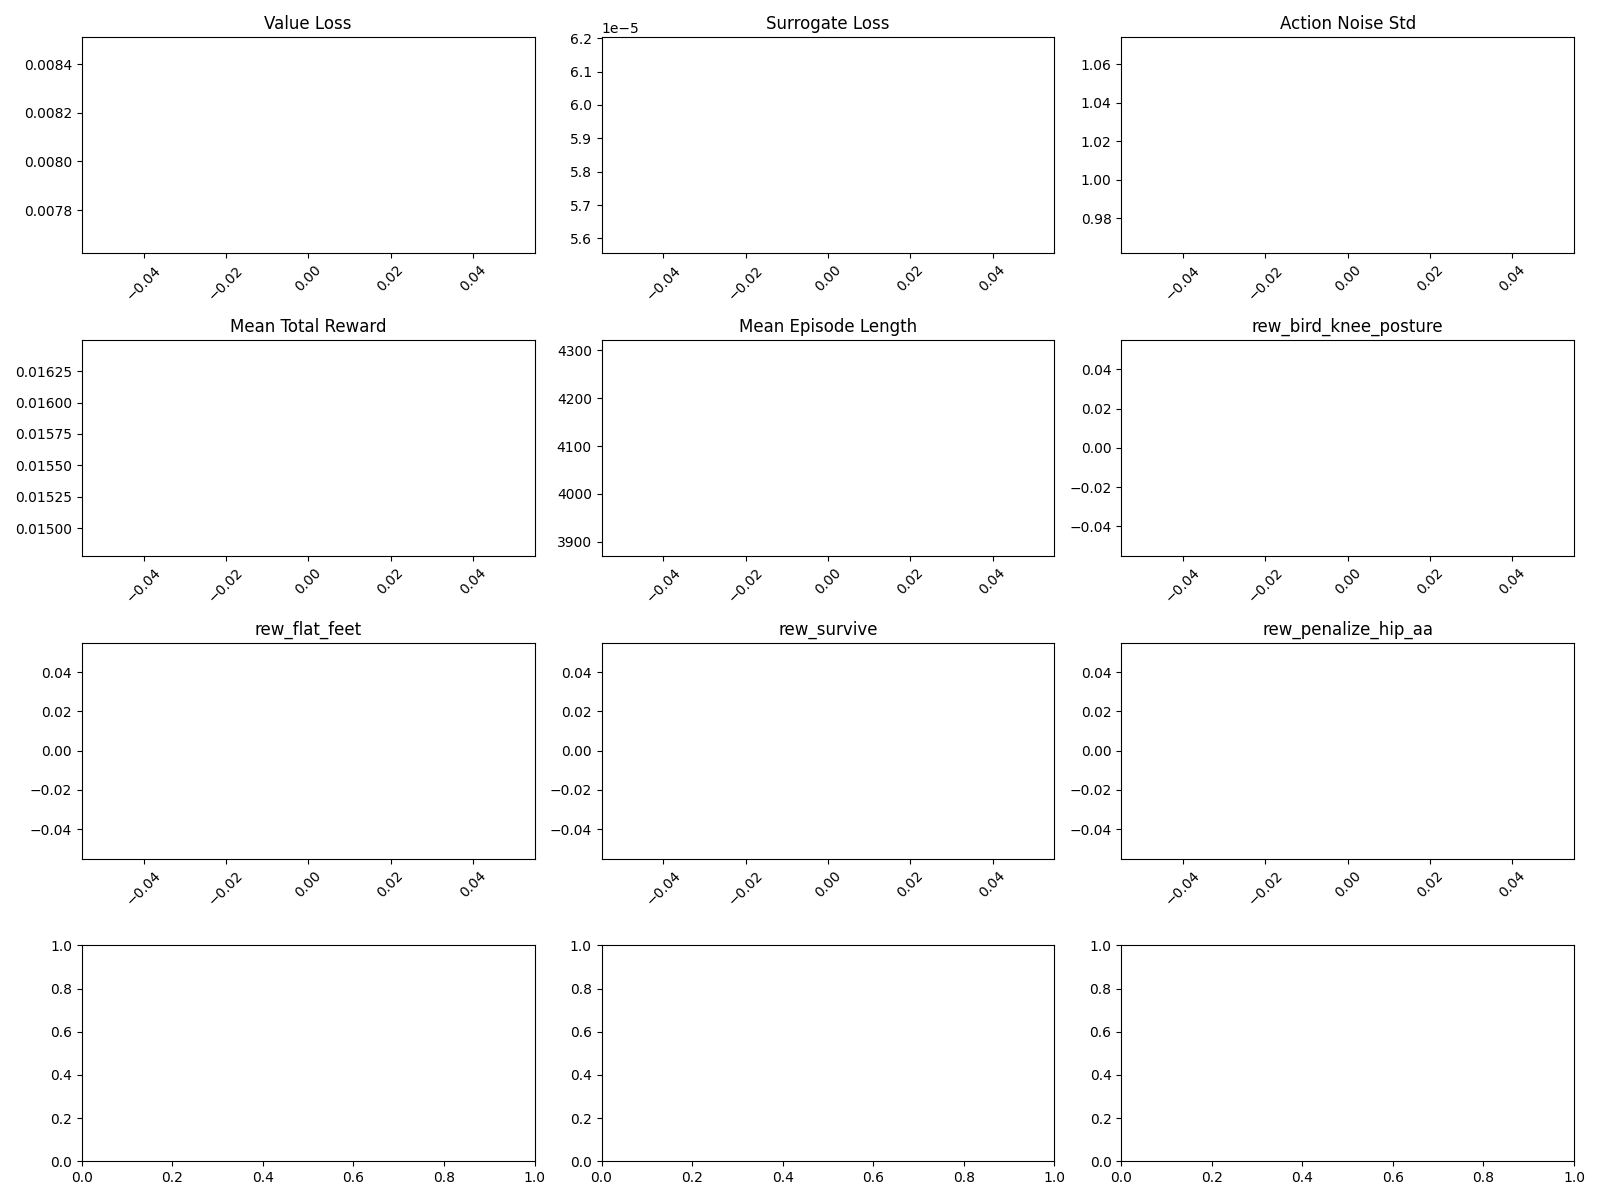 Value Loss
0.0084
0.0082
0.0080
0.0078
−0.04 −0.02 0.00 0.02 0.04
Surrogate Loss
1e−5
6.2
6.1
6.0
5.9
5.8
5.7
5.6
−0.04 −0.02 0.00 0.02 0.04
Action Noise Std
1.06
1.04
1.02
1.00
0.98
−0.04 −0.02 0.00 0.02 0.04
Mean Total Reward
0.01625
0.01600
0.01575
0.01550
0.01525
0.01500
−0.04 −0.02 0.00 0.02 0.04
Mean Episode Length
4300
4200
4100
4000
3900
−0.04 −0.02 0.00 0.02 0.04
rew_bird_knee_posture
0.04
0.02
0.00
−0.02
−0.04
−0.04 −0.02 0.00 0.02 0.04
rew_flat_feet
0.04
0.02
0.00
−0.02
−0.04
−0.04 −0.02 0.00 0.02 0.04
rew_survive
0.04
0.02
0.00
−0.02
−0.04
−0.04 −0.02 0.00 0.02 0.04
rew_penalize_hip_aa
0.04
0.02
0.00
−0.02
−0.04
−0.04 −0.02 0.00 0.02 0.04
1.0
0.8
0.6
0.4
0.2
0.0
0.0 0.2 0.4 0.6 0.8 1.0
1.0
0.8
0.6
0.4
0.2
0.0
0.0 0.2 0.4 0.6 0.8 1.0
1.0
0.8
0.6
0.4
0.2
0.0
0.0 0.2 0.4 0.6 0.8 1.0